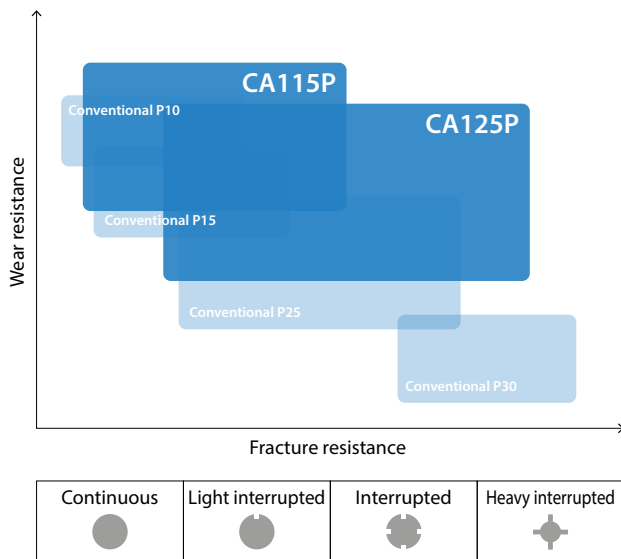 CA115P
Conventional P10
CA125P
Conventional P15
Wear resistance
Conventional P25
Conventional P30
Fracture resistance
Continuous
Light interrupted
Interrupted
Heavy interrupted